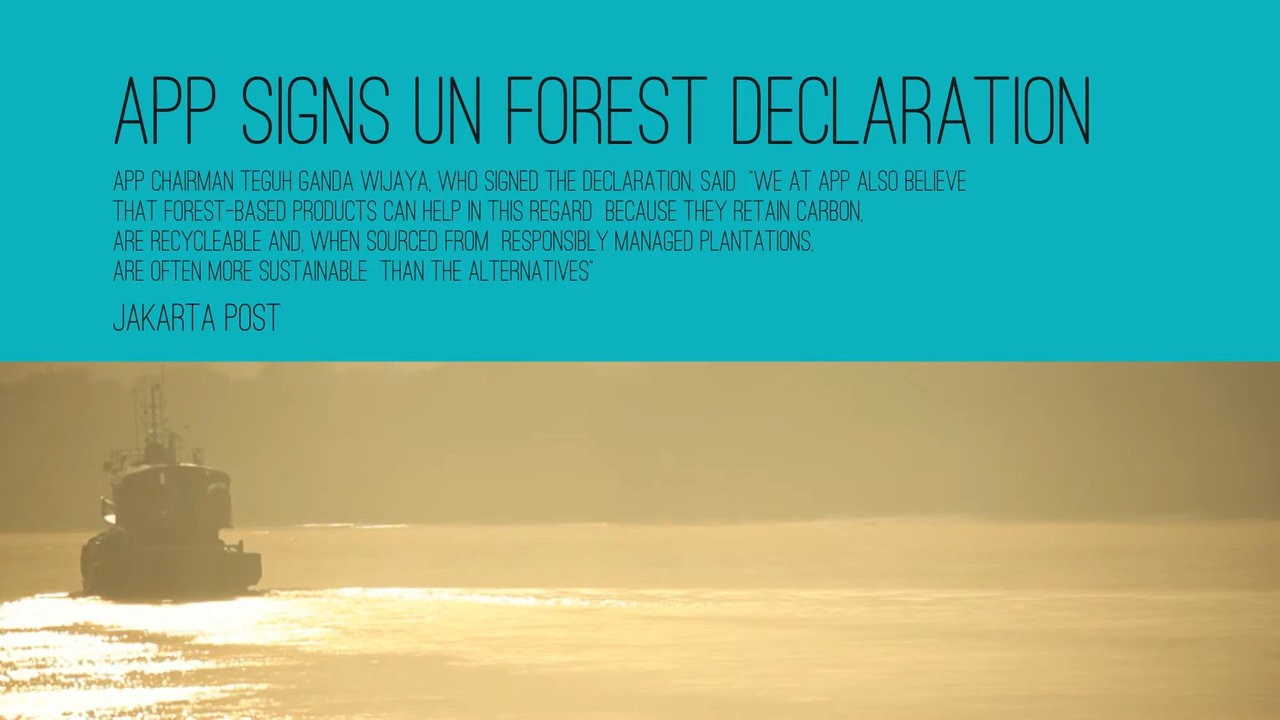 APP SIGNS UN FOREST DECLARATION
APP CHAIRMAN TEGUH GANDA WIJAYA, WHO SIGNED THE DECLARATION, SAID "WE AT APP ALSO BELIEVE
THAT FOREST-BASED PRODUCTS CAN HELP IN THIS REGARD BECAUSE THEY RETAIN CARBON,
ARE RECYCLEABLE AND, WHEN SOURCED FROM RESPONSIBLY MANAGED PLANTATIONS,
ARE OFTEN MORE SUSTAINABLE THAN THE ALTERNATIVES"
JAKARTA POST